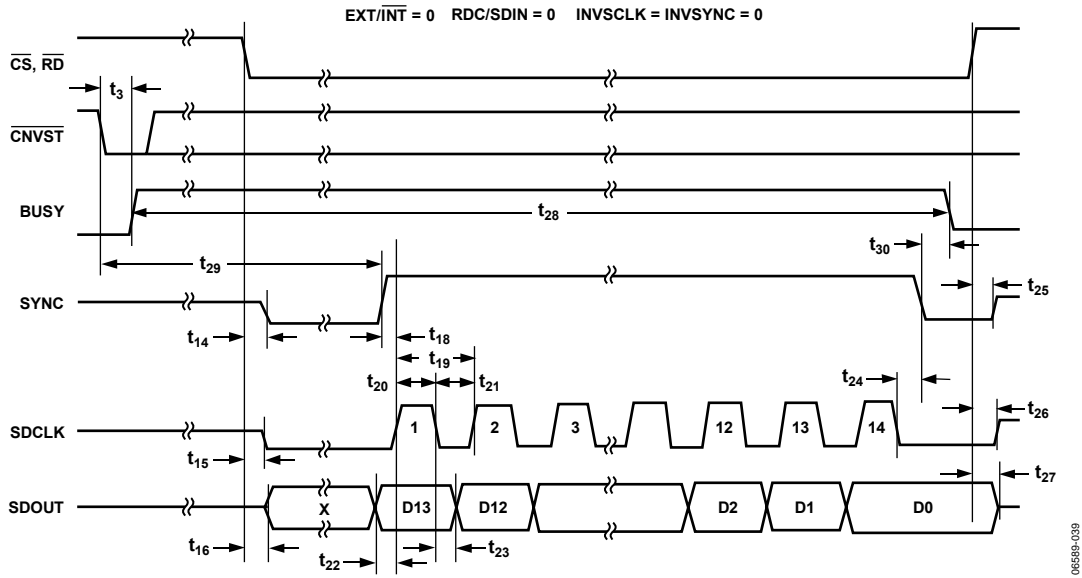 EXT/INT = 0 RDC/SDIN = 0 INVSCLK = INVSYNC = 0
CS, RD
t3
CNVST
BUSY
t28
t30
t29
t25
SYNC
t14
t18
t19
t20
t21
t24
t26
SDCLK
1 2 3 12 13 14
t15
t27
SDOUT
X D13 D12 D2 D1 D0
t16
t22
t23
06589-039